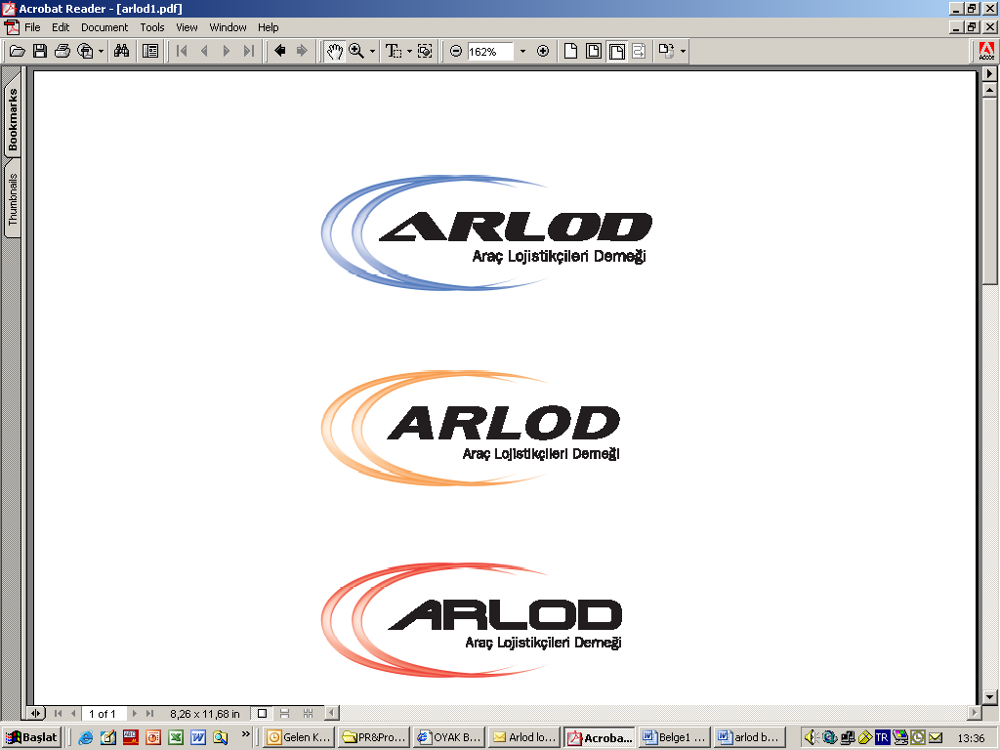 Acrobat Reader - [arlod1.pdf]
File Edit Document Tools View Window Help
162%
Adobe
Bookmarks
Thumbnails
ARLOD
Araç Lojistikçileri Derneği
ARLOD
Araç Lojistikçileri Derneği
ARLOD
Araç Lojistikçileri Derneği
1 of 1 8,26 x 11,68 in
Başlat Gelen K... PR&Pro... OYAK B... Arlod lo... Acroba... Belge1 ... arlod b... TR 13:36